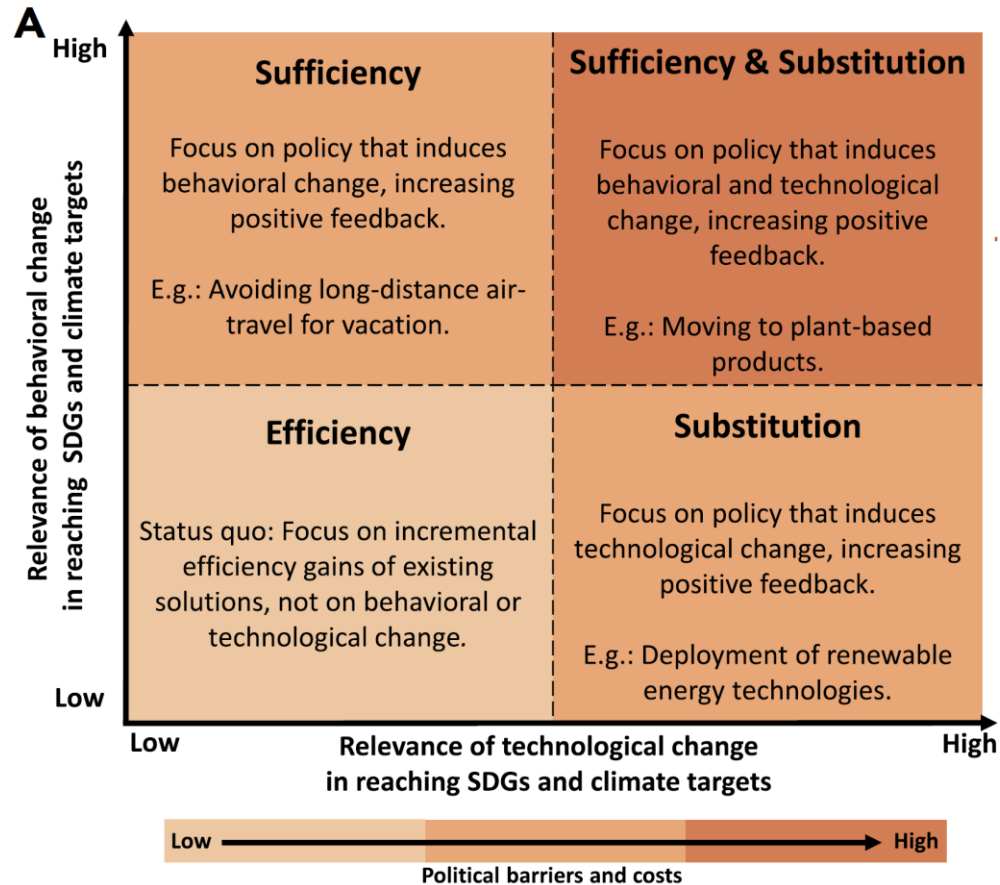 A
High
Relevance of behavioral change
in reaching SDGs and climate targets
Low
Sufficiency
Focus on policy that induces
behavioral change, increasing
positive feedback.
E.g.: Avoiding long-distance air-
travel for vacation.
Sufficiency & Substitution
Focus on policy that induces
behavioral and technological
change, increasing positive
feedback.
E.g.: Moving to plant-based
products.
Efficiency
Status quo: Focus on incremental
efficiency gains of existing
solutions, not on behavioral or
technological change.
Substitution
Focus on policy that induces
technological change, increasing
positive feedback.
E.g.: Deployment of renewable
energy technologies.
Low
Relevance of technological change
in reaching SDGs and climate targets
High
Low
High
Political barriers and costs